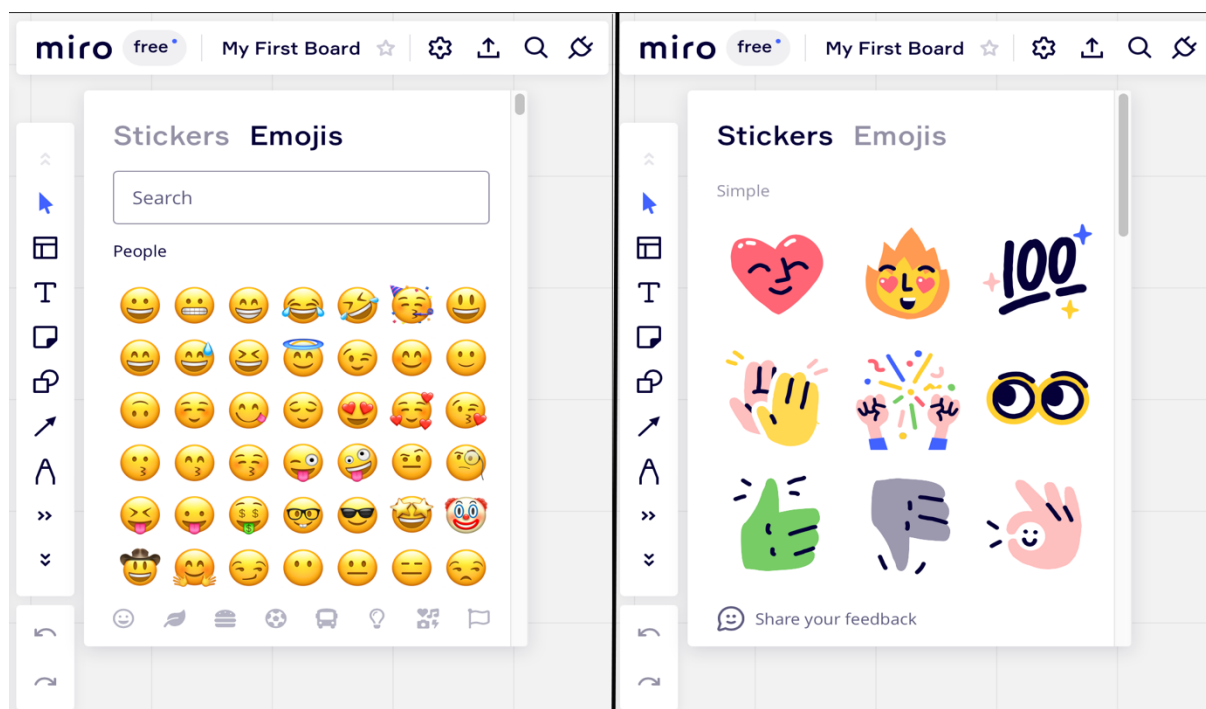 miro free My First Board
Stickers Emojis
Search
People
miro free My First Board
Stickers Emojis
Simple
100
Share your feedback